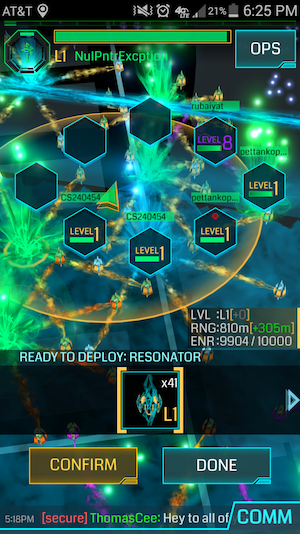 AT&T 21% 6:25 PM
L1 NulPntrExcption
OPS
rubaiyat
LEVEL 8
pettankop...
LEVEL 1
CS240454
pettankop...
CS240454
LEVEL 1
LEVEL 1
LEVEL 1
LVL :L1[+0]
RNG:810m[+305m]
ENR:9904 / 10000
READY TO DEPLOY: RESONATOR
x41
L1
CONFIRM
DONE
5:18PM [secure] ThomasCee: Hey to all of
COMM